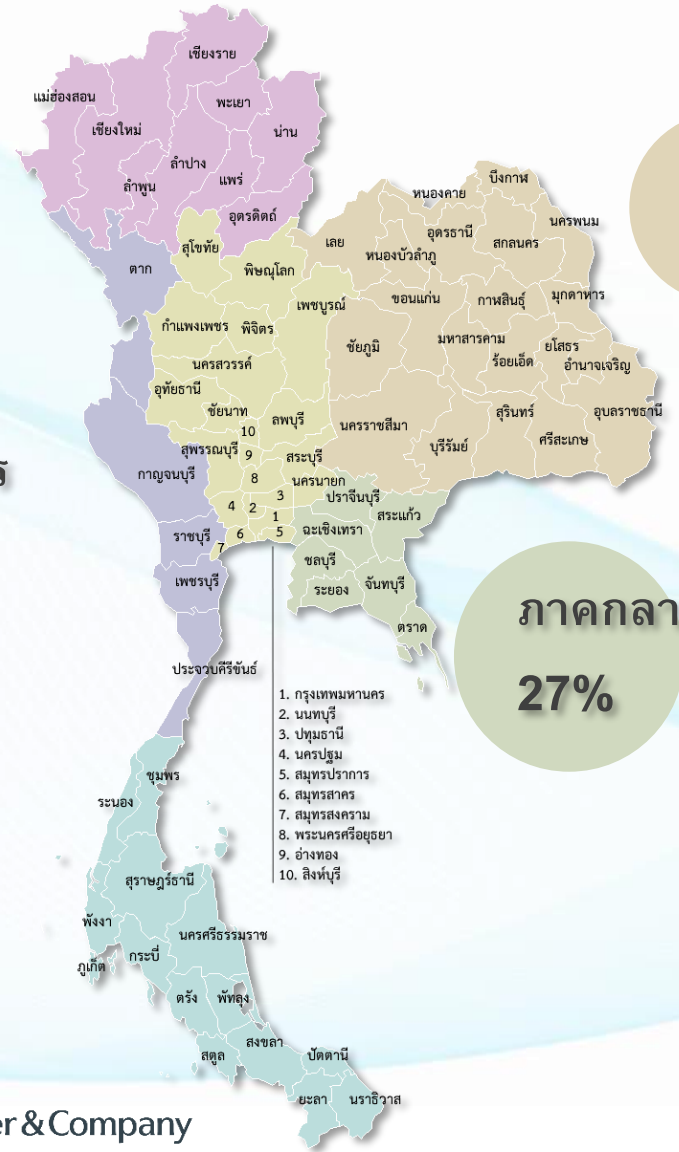 เชียงราย
แม่ฮ่องสอน
พะเยา
เชียงใหม่
น่าน
ลำปาง
ลำพูน
แพร่
อุตรดิตถ์
บึงกาฬ
หนองคาย
นครพนม
อุดรธานี
สกลนคร
เลย
หนองบัวลำภู
สุโขทัย
ตาก
พิษณุโลก
เพชรบูรณ์
ขอนแก่น
กาฬสินธุ์
มุกดาหาร
กำแพงเพชร
พิจิตร
ชัยภูมิ
มหาสารคาม
ร้อยเอ็ด
ยโสธร
อำนาจเจริญ
นครสวรรค์
อุทัยธานี
ชัยนาท
ลพบุรี
นครราชสีมา
บุรีรัมย์
สุรินทร์
ศรีสะเกษ
อุบลราชธานี
10
สุพรรณบุรี
9
สระบุรี
กาญจนบุรี
8
นครนายก
ปราจีนบุรี
3
4
2
1
สระแก้ว
ราชบุรี
6
5
ฉะเชิงเทรา
7
ชลบุรี
เพชรบุรี
ระยอง
จันทบุรี
ตราด
ภาคกลา
27%
ประจวบคีรีขันธ์
1. กรุงเทพมหานคร
2. นนทบุรี
3. ปทุมธานี
4. นครปฐม
5. สมุทรปราการ
6. สมุทรสาคร
7. สมุทรสงคราม
8. พระนครศรีอยุธยา
9. อ่างทอง
10. สิงห์บุรี
ชุมพร
ระนอง
สุราษฎร์ธานี
พังงา
นครศรีธรรมราช
กระบี่
ภูเก็ต
ตรัง
พัทลุง
สงขลา
สตูล
ปัตตานี
ยะลา
นราธิวาส
er & Company